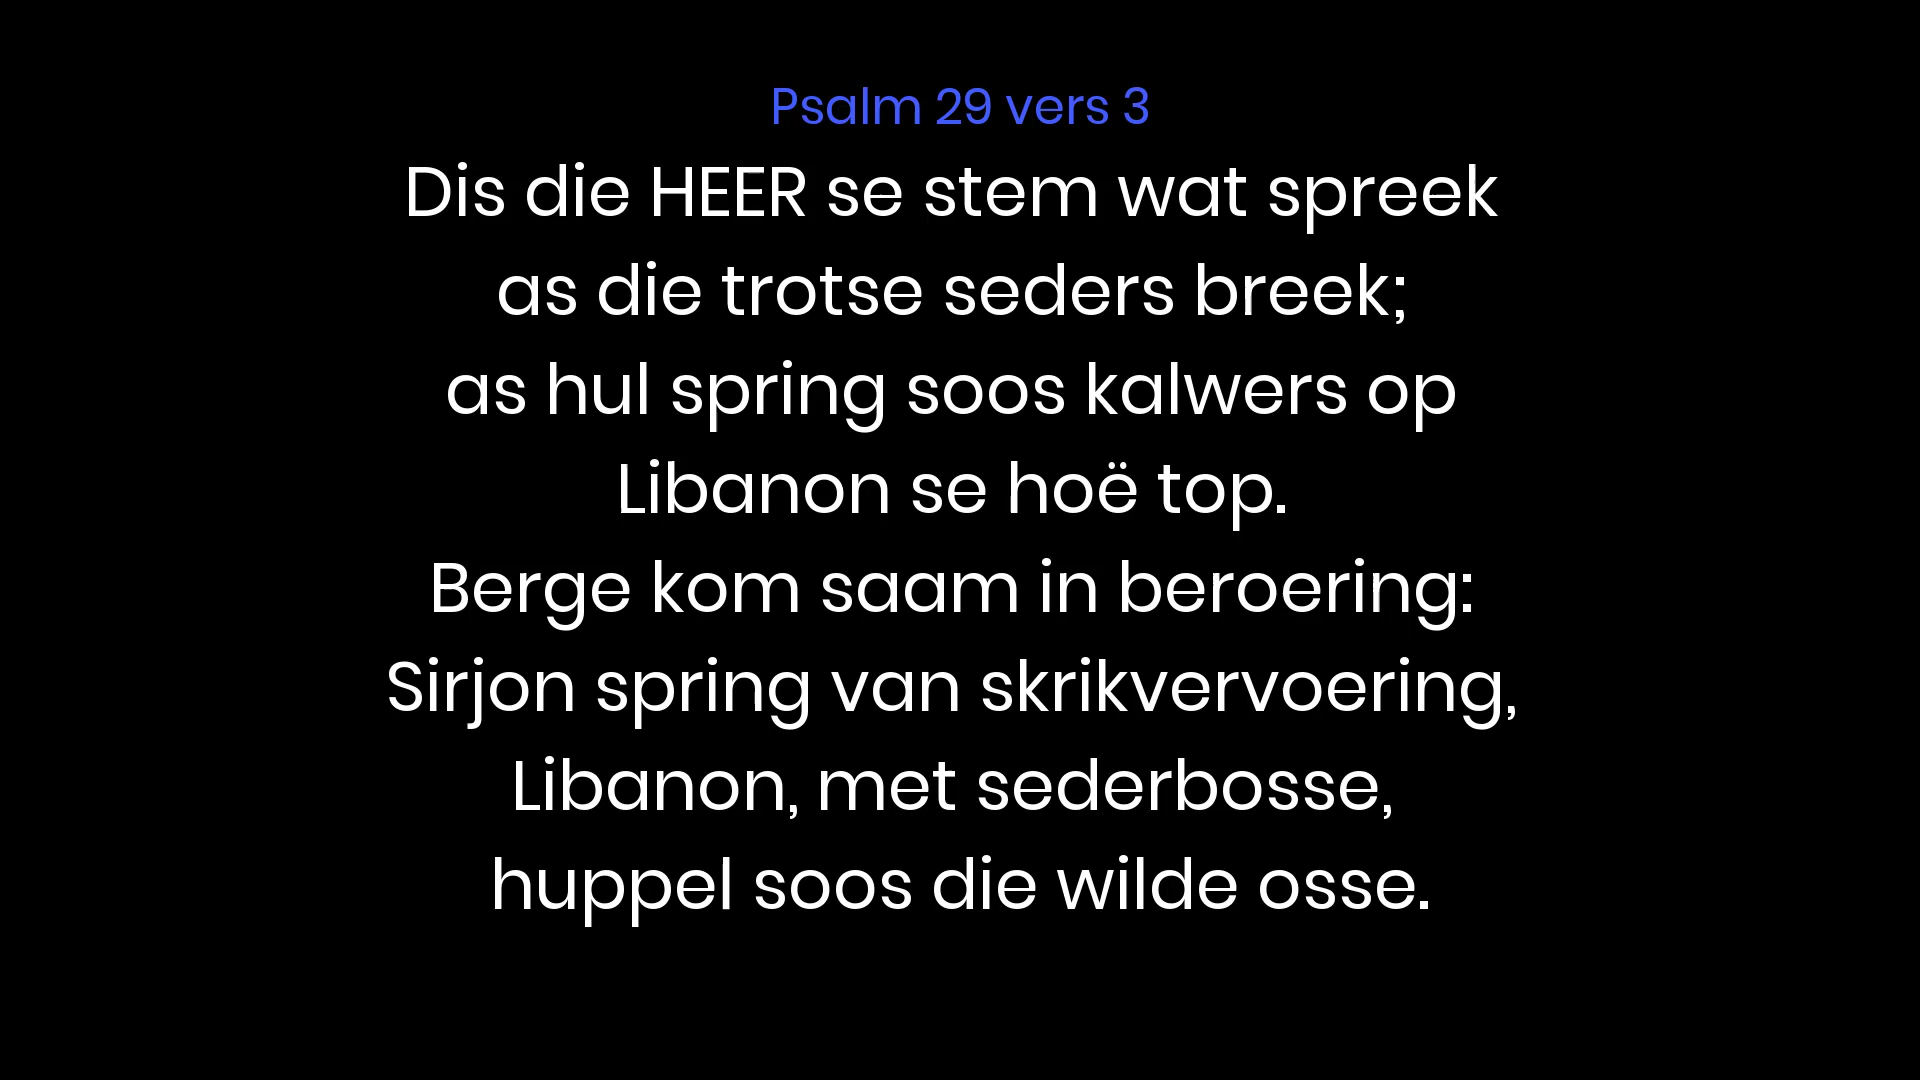 Psalm 29 vers 3
Dis die HEER se stem wat spreek
as die trotse seders breek;
as hul spring soos kalwers op
Libanon se hoë top.
Berge kom saam in beroering:
Sirjon spring van skrikvervoering,
Libanon, met sederbosse,
huppel soos die wilde osse.